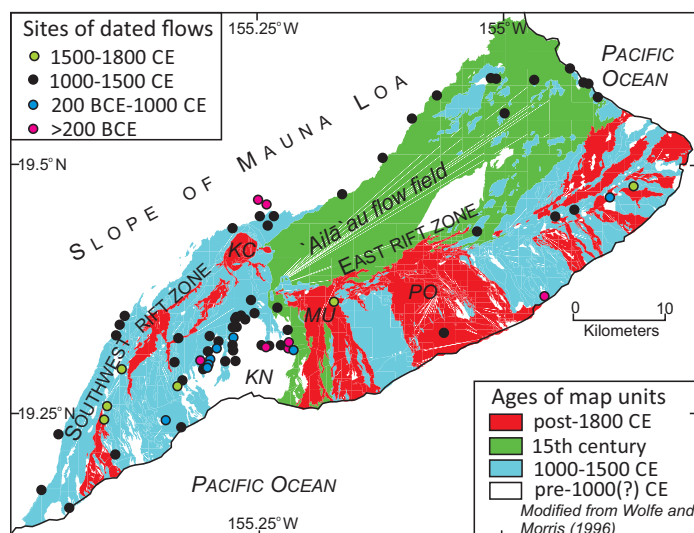 155.25°W
155°W
Sites of dated flows
1500-1800 CE
1000-1500 CE
200 BCE-1000 CE
>200 BCE
PACIFIC
OCEAN
SLOPE OF MAUNA LOA
19.5°N
`Ailā`au flow field
EAST RIFT ZONE
KC
SOUTHWEST RIFT ZONE
PO
MU
0 10
Kilometers
KN
19.25°N
Ages of map units
post-1800 CE
15th century
1000-1500 CE
pre-1000(?) CE
Modified from Wolfe and
Morris (1996)
PACIFIC OCEAN
155.25°W